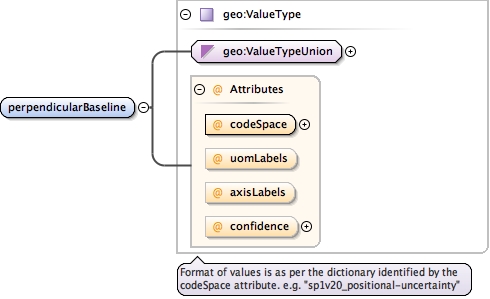 geo:ValueType
geo:ValueTypeUnion
@ Attributes
perpendicularBaseline
@ codeSpace
@ uomLabels
@ axisLabels
@ confidence
Format of values is as per the dictionary identified by the
codeSpace attribute. e.g. "sp1v20_positional-uncertainty"